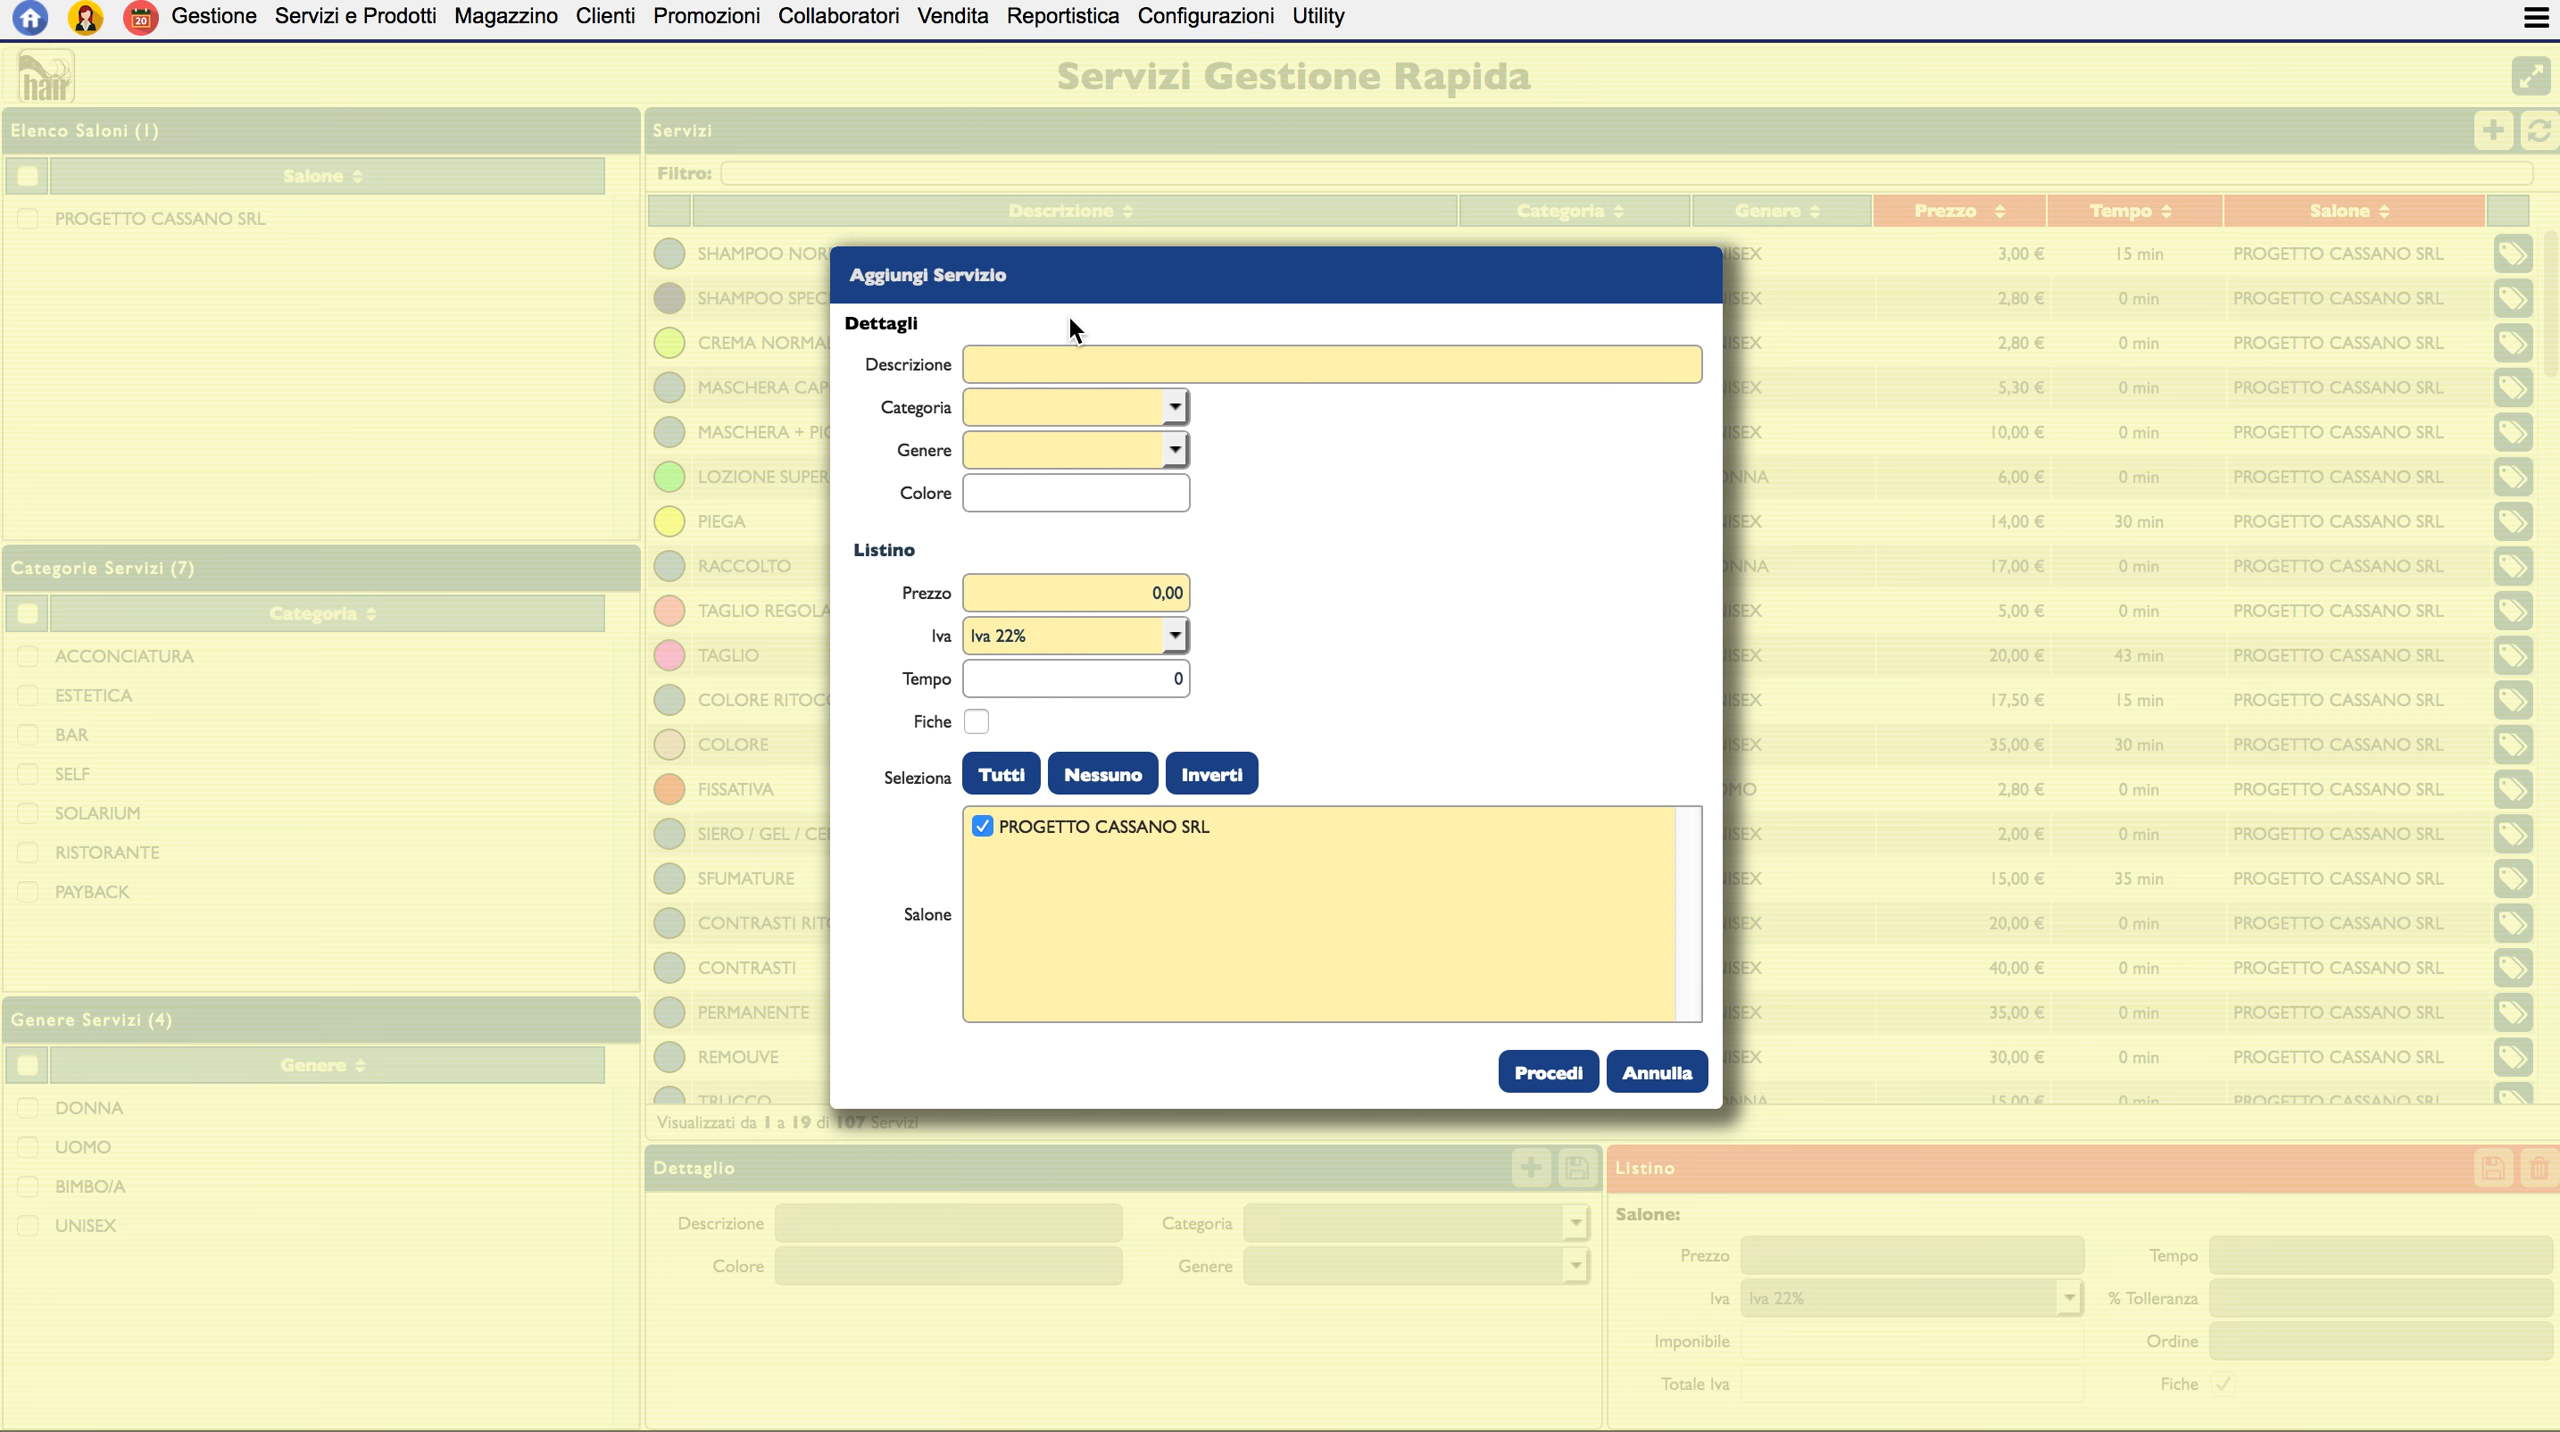 20 Gestione Servizi e Prodotti Magazzino Clienti Promozioni Collaboratori Vendita Reportistica Configurazioni Utility
hair
Servizi Gestione Rapida
Elenco Saloni (1)
Salone
PROGETTO CASSANO SRL
Categorie Servizi (7)
Categoria
ACCONCIATURA
ESTETICA
BAR
SELF
SOLARIUM
RISTORANTE
PAYBACK
Genere Servizi (4)
Genere
DONNA
UOMO
BIMBO/A
UNISEX
Servizi
Filtro:
Descrizione Categoria Genere Prezzo Tempo Salone
SHAMPOO 3,00 € 15 min PROGETTO CASSANO SRL
SHAMPOO 2,80 € 0 min PROGETTO CASSANO SRL
CREMA 2,80 € 0 min PROGETTO CASSANO SRL
MASCHERA 5,30 € 0 min PROGETTO CASSANO SRL
MASCHERA + 10,00 € 0 min PROGETTO CASSANO SRL
LOZIONE 6,00 € 0 min PROGETTO CASSANO SRL
PIEGA 14,00 € 30 min PROGETTO CASSANO SRL
RACCOLTO 17,00 € 0 min PROGETTO CASSANO SRL
TAGLIO 5,00 € 0 min PROGETTO CASSANO SRL
TAGLIO 20,00 € 43 min PROGETTO CASSANO SRL
COLORE 17,50 € 15 min PROGETTO CASSANO SRL
COLORE 35,00 € 30 min PROGETTO CASSANO SRL
FISSATIVA 2,80 € 0 min PROGETTO CASSANO SRL
SIERO / GEL / 2,00 € 0 min PROGETTO CASSANO SRL
SFUMATURE 15,00 € 35 min PROGETTO CASSANO SRL
CONTRASTI 20,00 € 0 min PROGETTO CASSANO SRL
CONTRASTI 40,00 € 0 min PROGETTO CASSANO SRL
PERMANENTE 35,00 € 0 min PROGETTO CASSANO SRL
REMOUVE 30,00 € 0 min PROGETTO CASSANO SRL
TRUCCO 15,00 € 0 min PROGETTO CASSANO SRL
Visualizzati da 1 a 19 di 107 Servizi
Aggiungi Servizio
Dettagli
Descrizione
Categoria
Genere
Colore
Listino
Prezzo 0,00
Iva Iva 22%
Tempo 0
Fiche
Seleziona Tutti Nessuno Inverti
PROGETTO CASSANO SRL
Salone
Procedi Annulla
Dettaglio
Descrizione Categoria
Colore Genere
Listino
Salone:
Prezzo Tempo
Iva Iva 22% % Tolleranza
Imponibile Ordine
Totale Iva Fiche